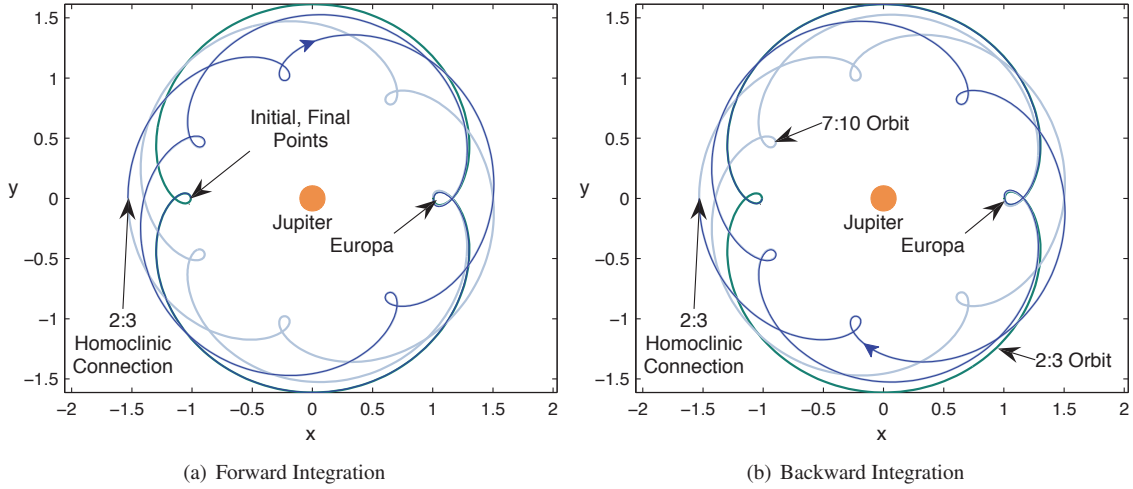 1.5
1
0.5
0
−0.5
−1
−1.5
y
−2
−1.5
−1
−0.5
0
0.5
1
1.5
2
x
Initial, Final
Points
Jupiter
Europa
2:3
Homoclinic
Connection
(a) Forward Integration
1.5
1
0.5
0
−0.5
−1
−1.5
y
−2
−1.5
−1
−0.5
0
0.5
1
1.5
2
x
7:10 Orbit
Jupiter
Europa
2:3
Homoclinic
Connection
2:3 Orbit
(b) Backward Integration